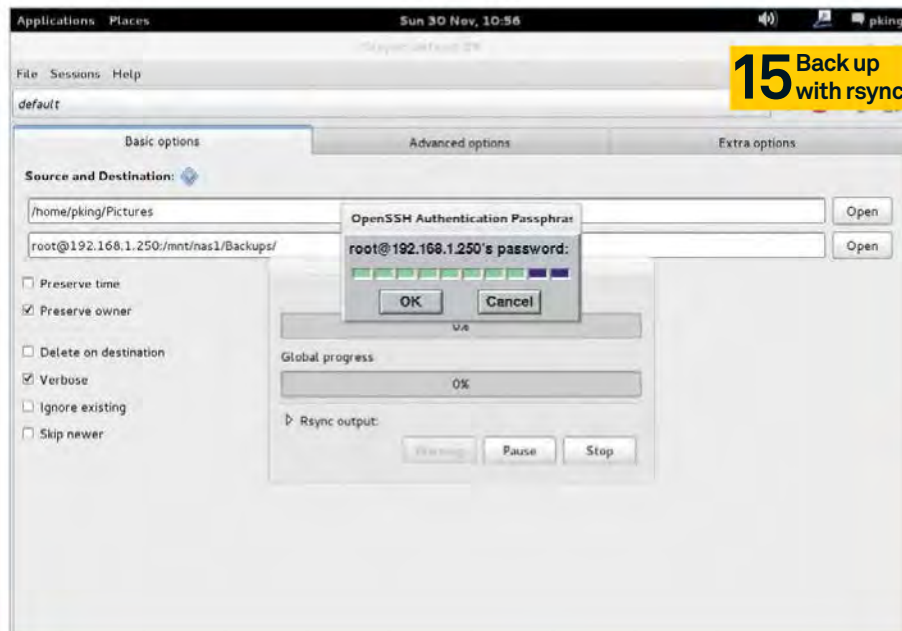 Applications Places
Sun 30 Nov, 10:56
pking
15 Back up
with rsync
File Sessions Help
default
Basic options
Advanced options
Extra options
Source and Destination:
/home/pking/Pictures
Open
root@192.168.1.250:/mnt/nas1/Backups/
Open
OpenSSH Authentication Passphras
root@192.168.1.250's password:
OK
Cancel
Preserve time
Preserve owner
Delete on destination
Verbose
Ignore existing
Skip newer
0%
Global progress
0%
Rsync output:
Pause
Stop